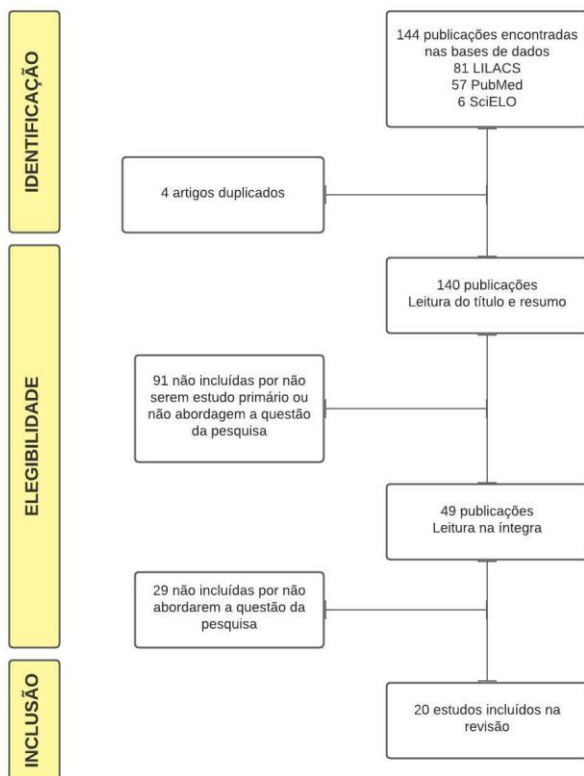 IDENTIFICAÇÃO
144 publicações encontradas
nas bases de dados
81 LILACS
57 PubMed
6 SciELO
4 artigos duplicados
ELEGIBILIDADE
140 publicações
Leitura do título e resumo
91 não incluídas por não
serem estudo primário ou
não abordagem a questão
da pesquisa
49 publicações
Leitura na íntegra
29 não incluídas por não
abordarem a questão da
pesquisa
INCLUSÃO
20 estudos incluídos na
revisão